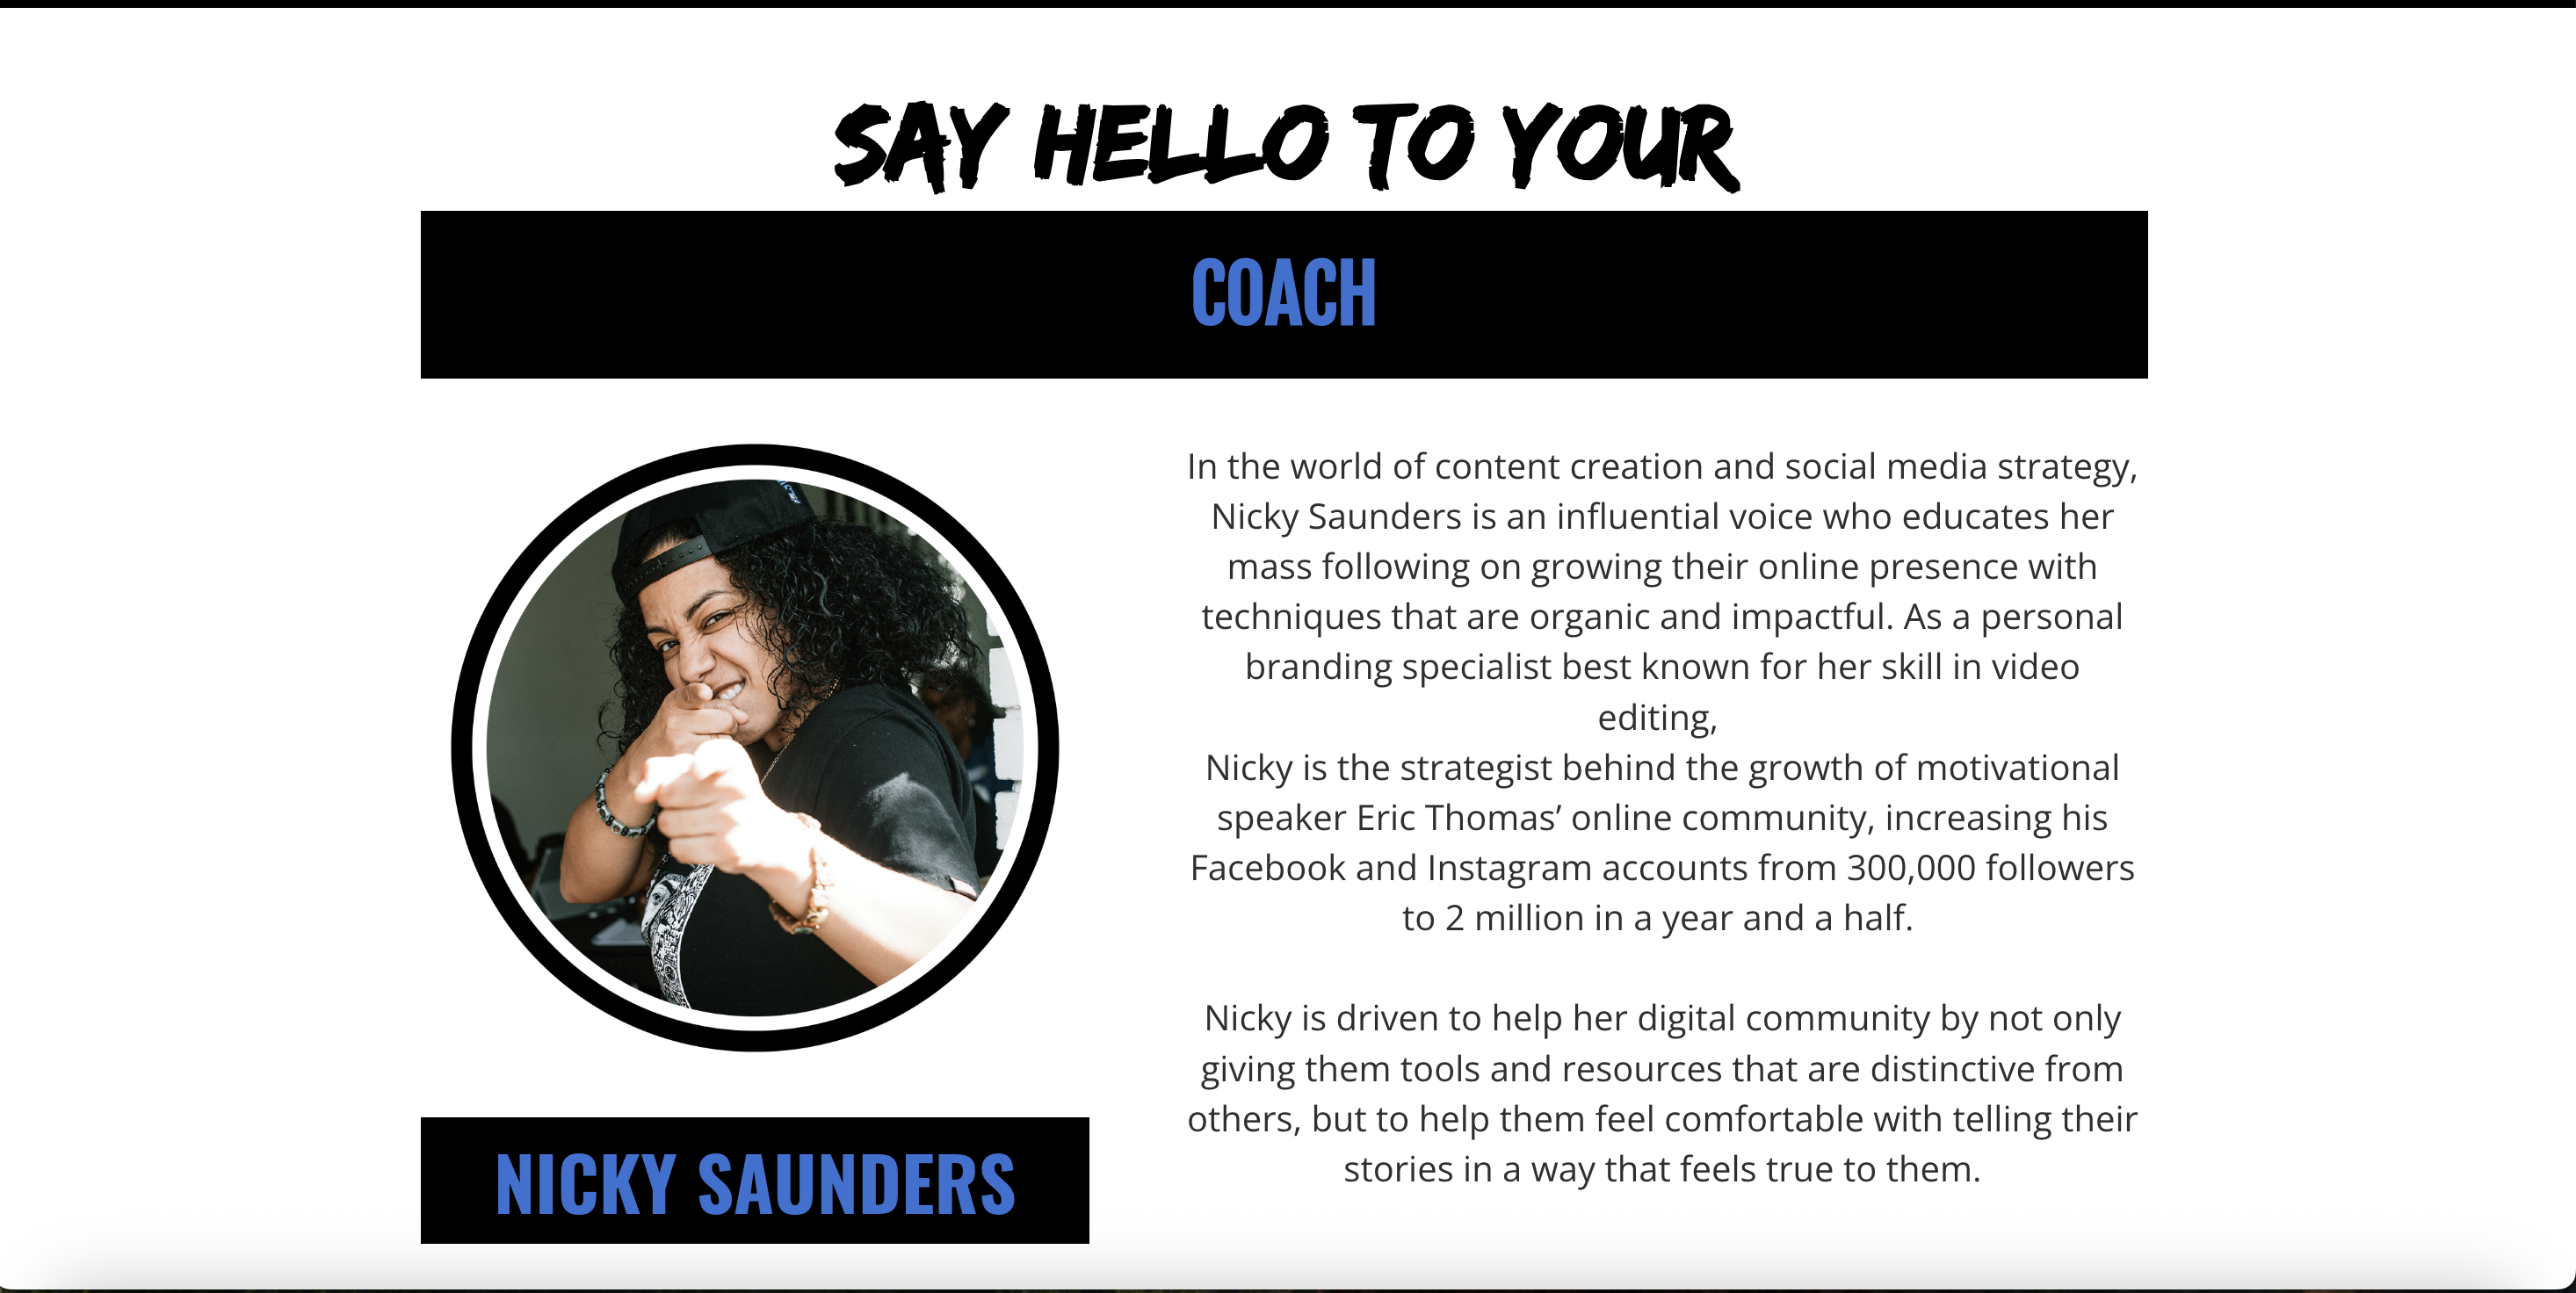 SAY HELLO TO YOUR
COACH
In the world of content creation and social media strategy,
Nicky Saunders is an influential voice who educates her
mass following on growing their online presence with
techniques that are organic and impactful. As a personal
branding specialist best known for her skill in video
editing,
Nicky is the strategist behind the growth of motivational
speaker Eric Thomas’ online community, increasing his
Facebook and Instagram accounts from 300,000 followers
to 2 million in a year and a half.
Nicky is driven to help her digital community by not only
giving them tools and resources that are distinctive from
others, but to help them feel comfortable with telling their
stories in a way that feels true to them.
NICKY SAUNDERS